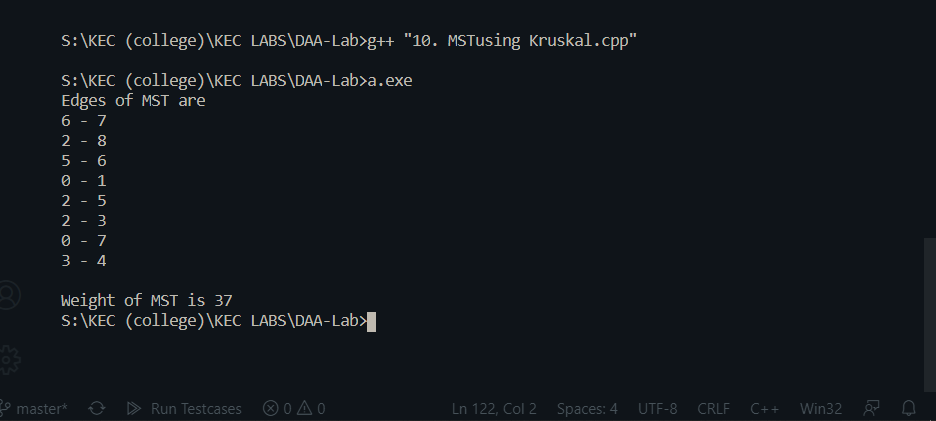 S:\KEC (college)\KEC LABS\DAA-Lab>g++ "10. MSTusing Kruskal.cpp"
S:\KEC (college)\KEC LABS\DAA-Lab>a.exe
Edges of MST are
6 - 7
2 - 8
5 - 6
0 - 1
2 - 5
2 - 3
0 - 7
3 - 4
Weight of MST is 37
S:\KEC (college)\KEC LABS\DAA-Lab>
master* Run Testcases 0 0 Ln 122, Col 2 Spaces: 4 UTF-8 CRLF C++ Win32